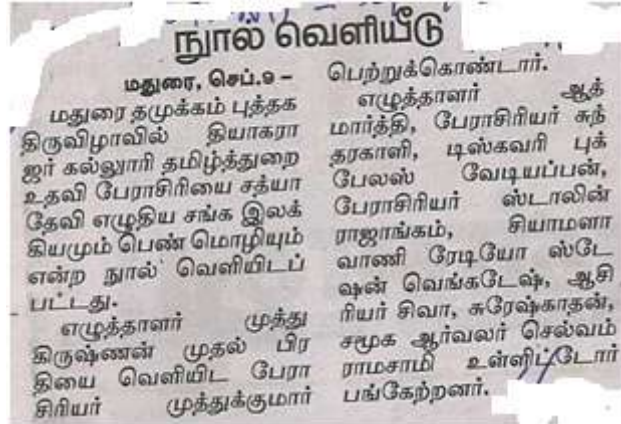 நூல் வெளியீடு
மதுரை, செப்.9 –
மதுரை தமுக்கம் புத்தக
திருவிழாவில் தியாகரா
ஜர் கல்லூரி தமிழ்த்துறை
உதவி பேராசிரியை சத்யா
தேவி எழுதிய சங்க இலக்
கியமும் பெண் மொழியும்
என்ற நூல் வெளியிடப்
பட்டது.
எழுத்தாளர் முத்து
கிருஷ்ணன் முதல் பிர
தியை வெளியிட பேரா
சிரியர் முத்துக்குமார்
பெற்றுக்கொண்டார்.
எழுத்தாளர் ஆத்
மார்த்தி, பேராசிரியர் சுந்
தரகாளி, டிஸ்கவரி புக்
பேலஸ் வேடியப்பன்,
பேராசிரியர் ஸ்டாலின்
ராஜாங்கம், சியாமளா
வாணி ரேடியோ ஸ்டே
ஷன் வெங்கடேஷ், ஆசி
ரியர் சிவா, சுரேஷ்காதன்,
சமூக ஆர்வலர் செல்வம்
ராமசாமி உள்ளிட்டோர்
பங்கேற்றனர்.